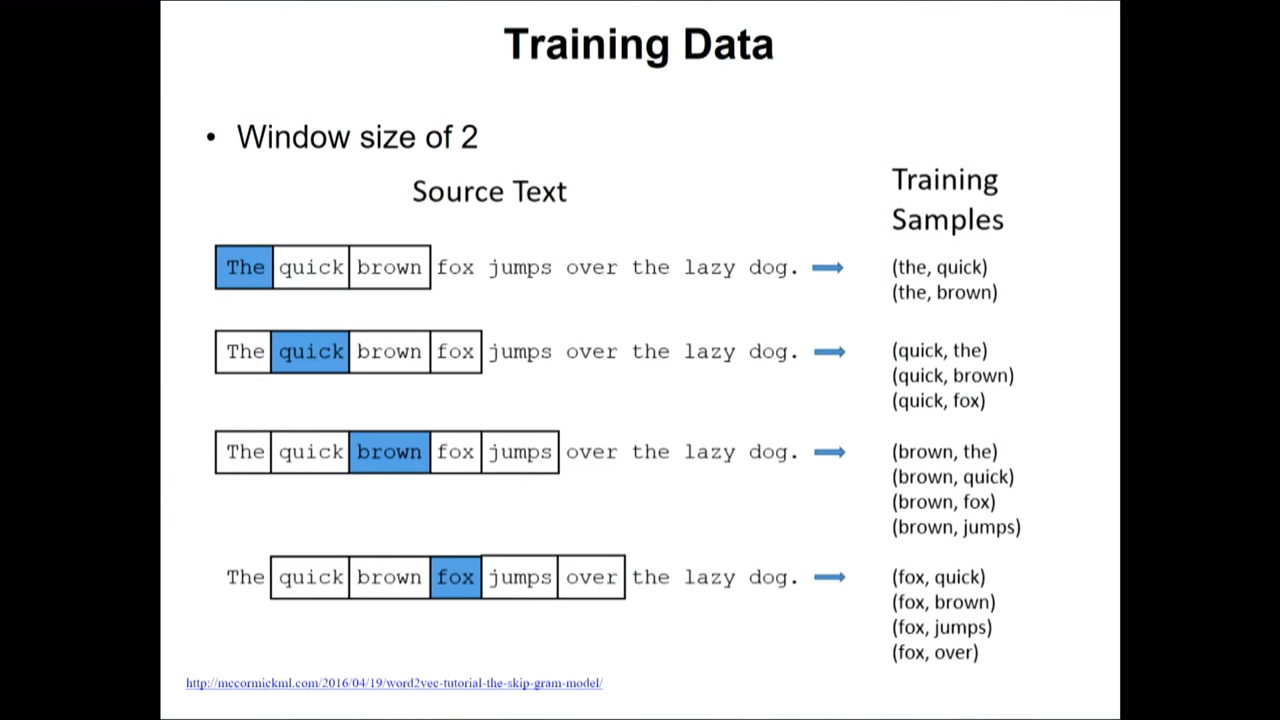 Training Data
• Window size of 2
Source Text
Training
Samples
The quick brown fox jumps over the lazy dog.
(the, quick)
(the, brown)
The quick brown fox jumps over the lazy dog.
(quick, the)
(quick, brown)
(quick, fox)
The quick brown fox jumps over the lazy dog.
(brown, the)
(brown, quick)
(brown, fox)
(brown, jumps)
The quick brown fox jumps over the lazy dog.
(fox, quick)
(fox, brown)
(fox, jumps)
(fox, over)
http://mccormickml.com/2016/04/19/word2vec-tutorial-the-skip-gram-model/